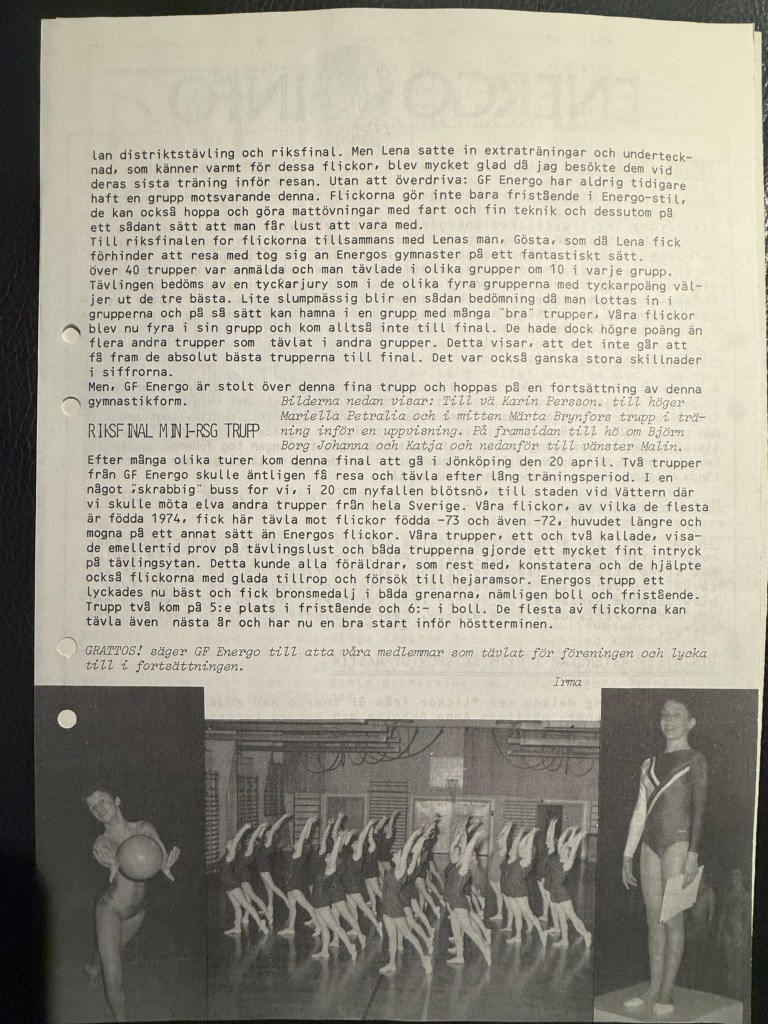 lan distriktstävling och riksfinal. Men Lena satte in extraträningar och underteck-
nad, som känner varmt för dessa flickor, blev mycket glad då jag besökte dem vid
deras sista träning inför resan. Utan att överdriva: GF Energo har aldrig tidigare
haft en grupp motsvarande denna. Flickorna gör inte bara fristående i Energo-stil,
de kan också hoppa och göra mattövningar med fart och fin teknik och dessutom på
ett sådant sätt att man får lust att vara med.
Till riksfinalen for flickorna tillsammans med Lenas man, Gösta, som då Lena fick
förhinder att resa med tog sig an Energos gymnaster på ett fantastiskt sätt.
över 40 trupper var anmälda och man tävlade i olika grupper om 10 i varje grupp.
Tävlingen bedöms av en tyckarjury som i de olika fyra grupperna med tyckarpoäng väl-
jer ut de tre bästa. Lite slumpmässig blir en sådan bedömning då man lottas in i
grupperna och på så sätt kan hamna i en grupp med många "bra" trupper, Våra flickor
blev nu fyra i sin grupp och kom alltså inte till final. De hade dock högre poäng än
flera andra trupper som tävlat i andra grupper. Detta visar, att det inte går att
få fram de absolut bästa trupperna till final. Det var också ganska stora skillnader
i siffrorna.
Men, GF Energo är stolt över denna fina trupp och hoppas på en fortsättning av denna
gymnastikform.
Bilderna nedan visar: Till vä Karin Persson. till höger
Mariella Petralia och i mitten Märta Brynfors trupp i trä-
ning inför en uppvisning. På framsidan till hö om Björn
Borg Johanna och Katja och nedanför till vänster Malin.
RIKSFINAL MINI-RSG TRUPP
Efter många olika turer kom denna final att gå i Jönköping den 20 april. Två trupper
från GF Energo skulle äntligen få resa och tävla efter lång träningsperiod. I en
något "skrabbig" buss for vi, i 20 cm nyfallen blötsnö, till staden vid Vättern där
vi skulle möta elva andra trupper från hela Sverige. Våra flickor, av vilka de flesta
är födda 1974, fick här tävla mot flickor födda -73 och även -72, huvudet längre och
mogna på ett annat sätt än Energos flickor. Våra trupper, ett och två kallade, visa-
de emellertid prov på tävlingslust och båda trupperna gjorde ett mycket fint intryck
på tävlingsytan. Detta kunde alla föräldrar, som rest med, konstatera och de hjälpte
också flickorna med glada tillrop och försök till hejaramsor. Energos trupp ett
lyckades nu bäst och fick bronsmedalj i båda grenarna, nämligen boll och fristående.
Trupp två kom på 5:e plats i fristående och 6:- i boll. De flesta av flickorna kan
tävla även nästa år och har nu en bra start inför höstterminen.
GRATTOS! säger GF Energo till atta våra medlemmar som tävlat för föreningen och lycka
till i fortsättningen.
Irma